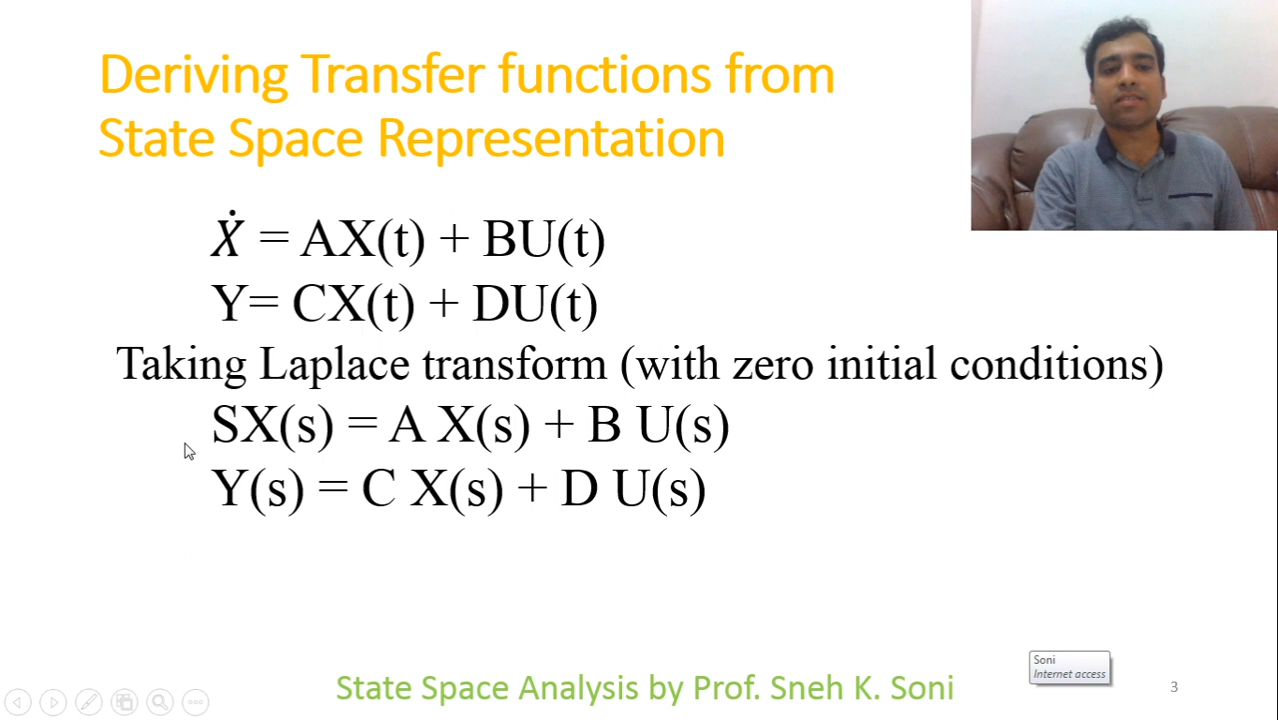 Deriving Transfer functions from
State Space Representation
Ẋ = AX(t) + BU(t)
Y= CX(t) + DU(t)
Taking Laplace transform (with zero initial conditions)
SX(s) = A X(s) + B U(s)
Y(s) = C X(s) + D U(s)
Soni
Internet access
State Space Analysis by Prof. Sneh K. Soni
3